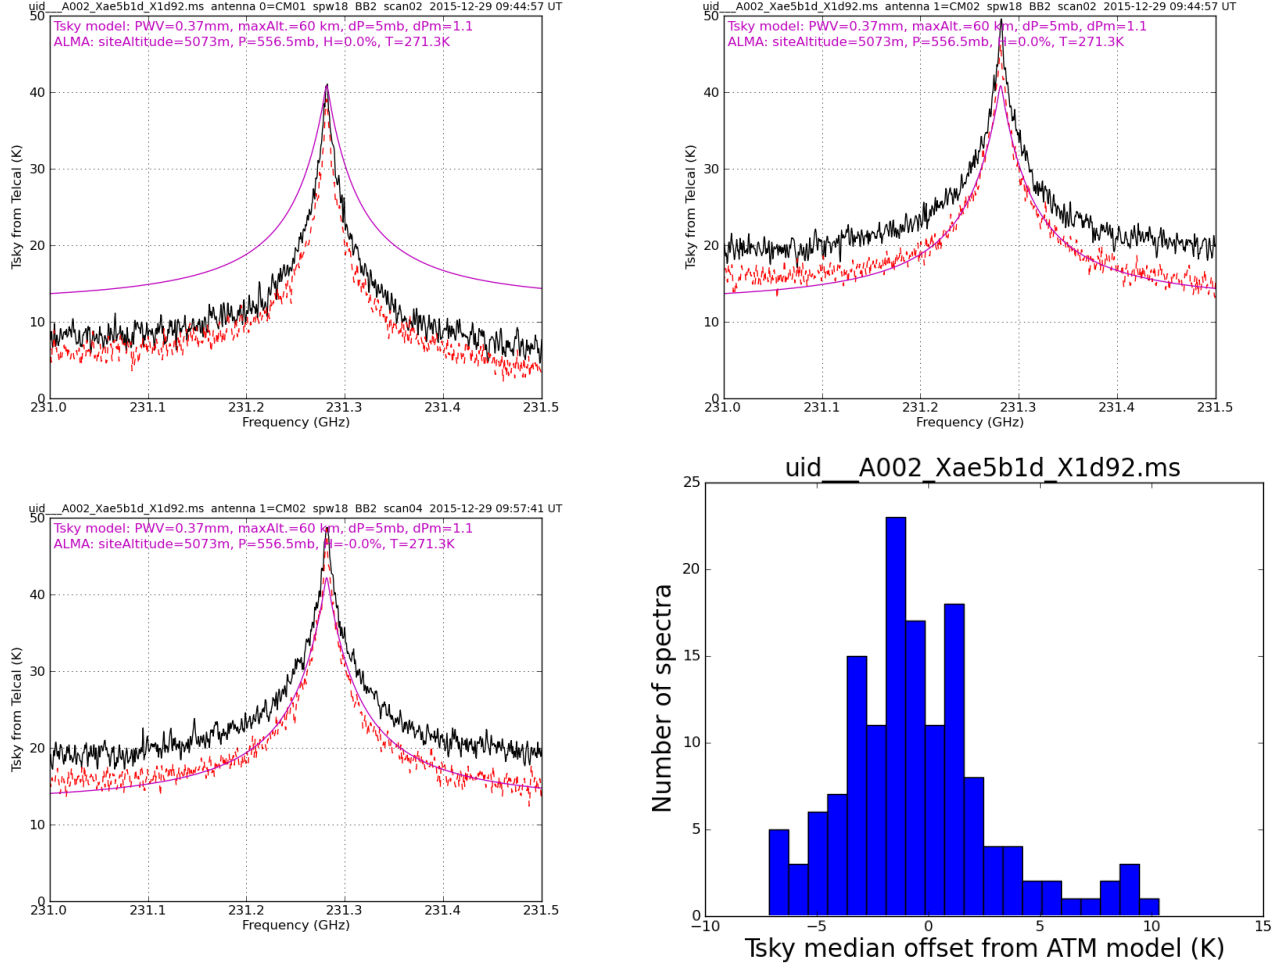 uid___A002_Xae5b1d_X1d92.ms antenna 0=CM01 spw18 BB2 scan02 2015-12-29 09:44:57 UT
Tsky model: PWV=0.37mm, maxAlt.=60 km, dP=5mb, dPm=1.1
ALMA: siteAltitude=5073m, P=556.5mb, H=0.0%, T=271.3K
50
40
30
20
10
0
Tsky from Telcal (K)
231.0 231.1 231.2 231.3 231.4 231.5
Frequency (GHz)
uid___A002_Xae5b1d_X1d92.ms antenna 1=CM02 spw18 BB2 scan02 2015-12-29 09:44:57 UT
Tsky model: PWV=0.37mm, maxAlt.=60 km, dP=5mb, dPm=1.1
ALMA: siteAltitude=5073m, P=556.5mb, H=0.0%, T=271.3K
50
40
30
20
10
0
Tsky from Telcal (K)
231.0 231.1 231.2 231.3 231.4 231.5
Frequency (GHz)
uid___A002_Xae5b1d_X1d92.ms antenna 1=CM02 spw18 BB2 scan04 2015-12-29 09:57:41 UT
Tsky model: PWV=0.37mm, maxAlt.=60 km, dP=5mb, dPm=1.1
ALMA: siteAltitude=5073m, P=556.5mb, H=-0.0%, T=271.3K
50
40
30
20
10
0
Tsky from Telcal (K)
231.0 231.1 231.2 231.3 231.4 231.5
Frequency (GHz)
uid___A002_Xae5b1d_X1d92.ms
25
20
15
10
5
0
Number of spectra
−10 −5 0 5 10 15
Tsky median offset from ATM model (K)